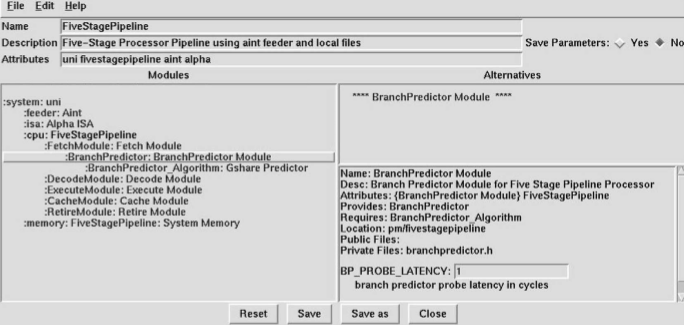 File Edit Help
Name FiveStagePipeline
Description Five-Stage Processor Pipeline using aint feeder and local files Save Parameters: Yes No
Attributes uni fivestagepipeline aint alpha
Modules Alternatives
:system: uni
:feeder: Aint
:isa: Alpha ISA
:cpu: FiveStagePipeline
:FetchModule: Fetch Module
:BranchPredictor: BranchPredictor Module
:BranchPredictor_Algorithm: Gshare Predictor
:DecodeModule: Decode Module
:ExecuteModule: Execute Module
:CacheModule: Cache Module
:RetireModule: Retire Module
:memory: FiveStagePipeline: System Memory
**** BranchPredictor Module ****
Name: BranchPredictor Module
Desc: Branch Predictor Module for Five Stage Pipeline Processor
Attributes: {BranchPredictor Module} FiveStagePipeline
Provides: BranchPredictor
Requires: BranchPredictor_Algorithm
Location: pm/fivestagepipeline
Public Files:
Private Files: branchpredictor.h
BP_PROBE_LATENCY: 1
branch predictor probe latency in cycles
Reset Save Save as Close